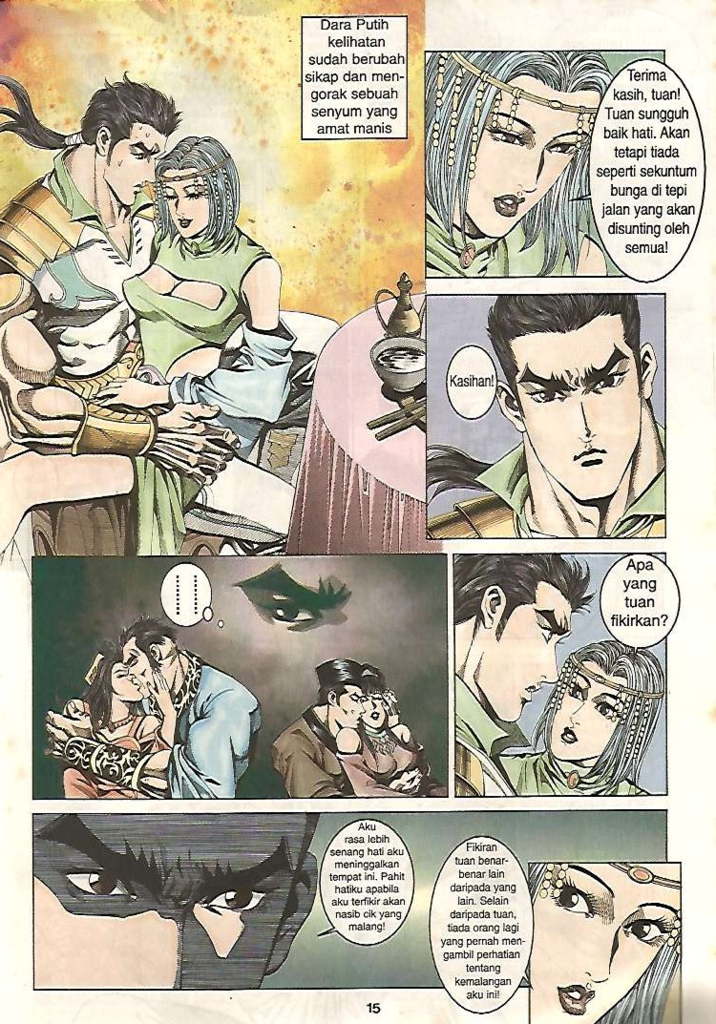 Dara Putih
kelihatan
sudah berubah
sikap dan men-
gorak sebuah
senyum yang
amat manis
Terima
kasih, tuan!
Tuan sungguh
baik hati. Akan
tetapi tiada
seperti sekuntum
bunga di tepi
jalan yang akan
disunting oleh
semua!
Kasihan!
Apa
yang
tuan
fikirkan?
Aku
rasa lebih
senang hati aku
meninggalkan
tempat ini. Pahit
hatiku apabila
aku terfikir akan
nasib cik yang
malang!
Fikiran
tuan benar-
benar lain
daripada yang
lain. Selain
daripada tuan,
tiada orang lagi
yang pernah men-
gambil perhatian
tentang
kemalangan
aku ini!
15